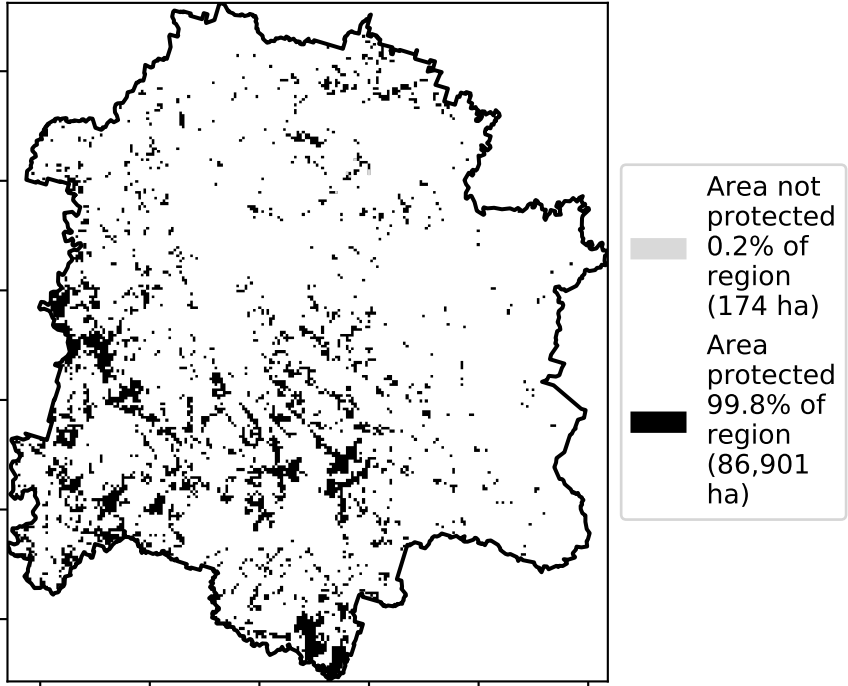 Area not
protected
0.2% of
region
(174 ha)
Area
protected
99.8% of
region
(86,901
ha)